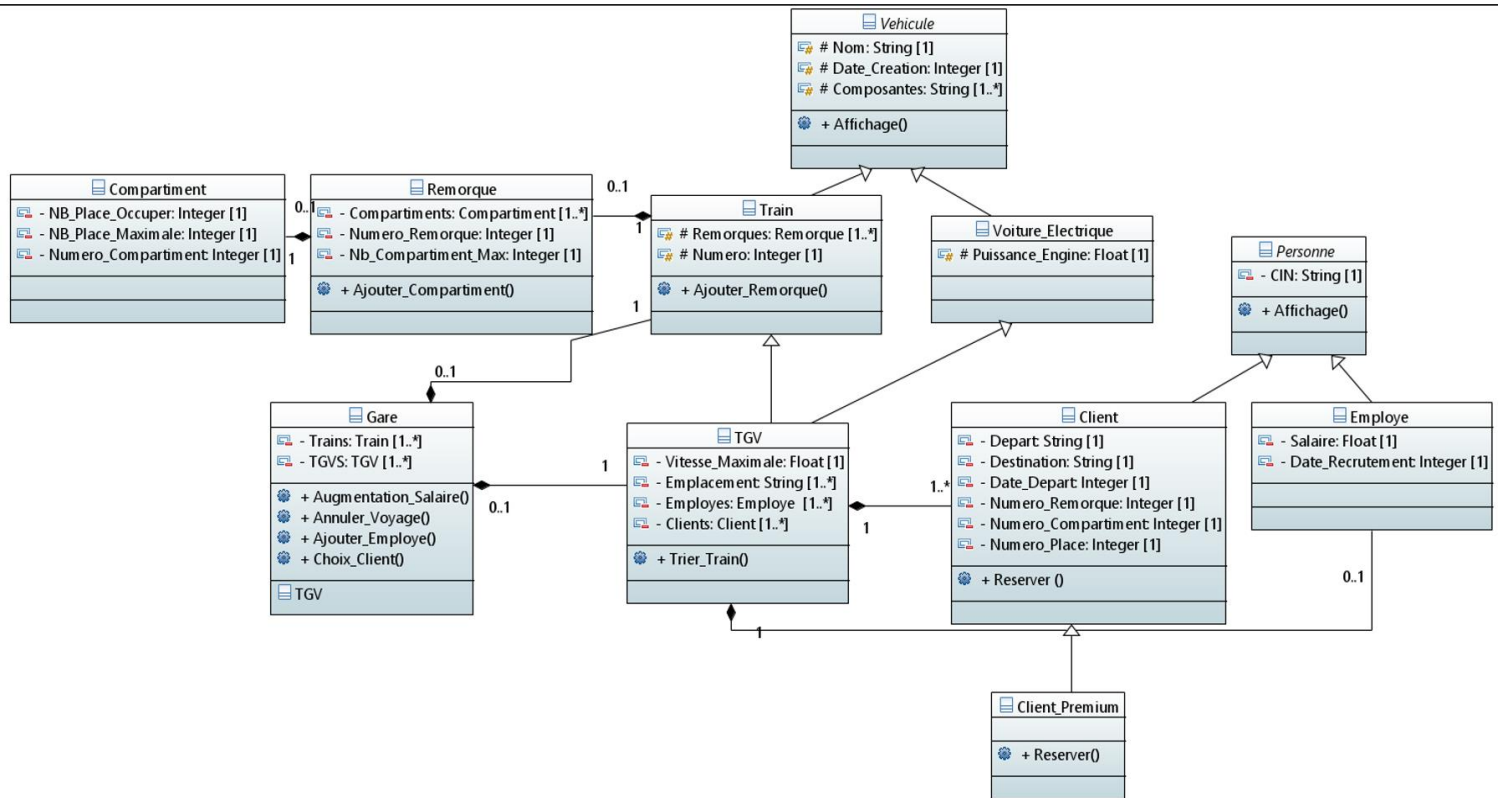 Vehicule
# Nom: String [1]
# Date_Creation: Integer [1]
# Composantes: String [1..*]
+ Affichage()
Compartiment
- NB_Place_Occuper: Integer [1]
- NB_Place_Maximale: Integer [1]
- Numero_Compartiment: Integer [1]
0..1
1
Remorque
- Compartiments: Compartiment [1..*]
- Numero_Remorque: Integer [1]
- Nb_Compartiment_Max: Integer [1]
+ Ajouter_Compartiment()
0..1
1
Train
# Remorques: Remorque [1..*]
# Numero: Integer [1]
+ Ajouter_Remorque()
1
0..1
Voiture_Electrique
# Puissance_Engine: Float [1]
Personne
- CIN: String [1]
+ Affichage()
Gare
- Trains: Train [1..*]
- TGVS: TGV [1..*]
+ Augmentation_Salaire()
+ Annuler_Voyage()
+ Ajouter_Employe()
+ Choix_Client()
TGV
1
0..1
TGV
- Vitesse_Maximale: Float [1]
- Emplacement: String [1..*]
- Employes: Employe [1..*]
- Clients: Client [1..*]
+ Trier_Train()
1..*
1
Client
- Depart: String [1]
- Destination: String [1]
- Date_Depart: Integer [1]
- Numero_Remorque: Integer [1]
- Numero_Compartiment: Integer [1]
- Numero_Place: Integer [1]
+ Reserver ()
Employe
- Salaire: Float [1]
- Date_Recrutement: Integer [1]
0..1
1
Client_Premium
+ Reserver()